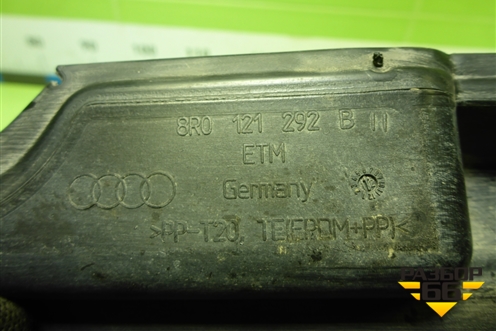 8R0 121 292 B
ETM
Germany
>PP-T20, TE(EPDM+PP)<
РАЗБОР
66